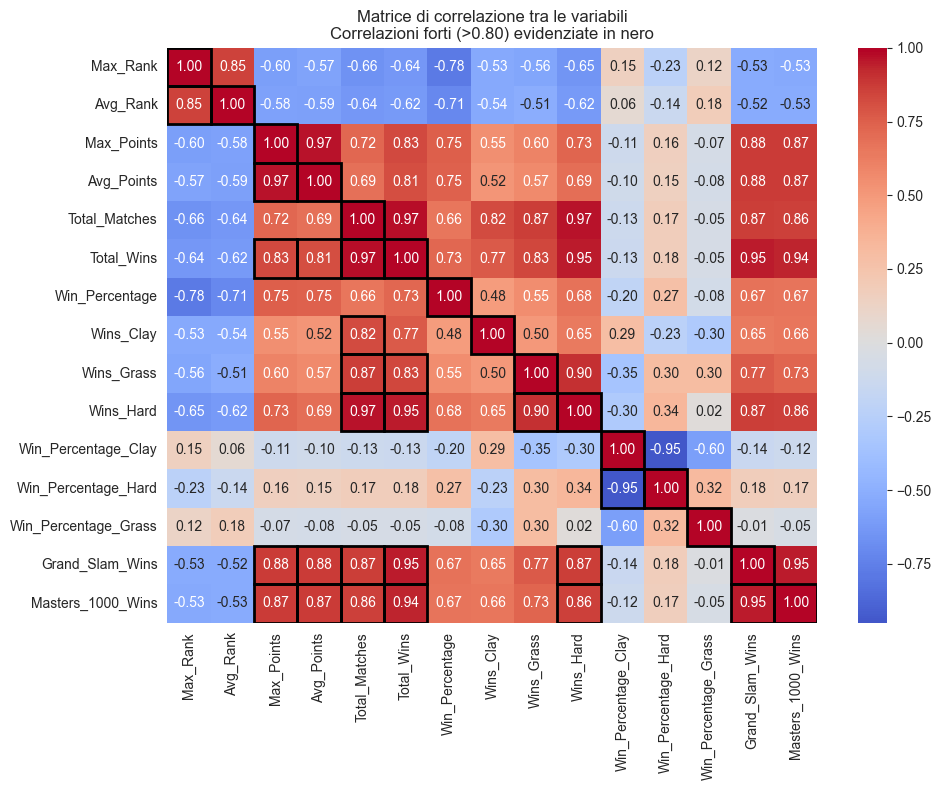 Matrice di correlazione tra le variabili
Correlazioni forti (>0.80) evidenziate in nero
Max_Rank 1.00 0.85 -0.60 -0.57 -0.66 -0.64 -0.78 -0.53 -0.56 -0.65 0.15 -0.23 0.12 -0.53 -0.53
Avg_Rank 0.85 1.00 -0.58 -0.59 -0.64 -0.62 -0.71 -0.54 -0.51 -0.62 0.06 -0.14 0.18 -0.52 -0.53
Max_Points -0.60 -0.58 1.00 0.97 0.72 0.83 0.75 0.55 0.60 0.73 -0.11 0.16 -0.07 0.88 0.87
Avg_Points -0.57 -0.59 0.97 1.00 0.69 0.81 0.75 0.52 0.57 0.69 -0.10 0.15 -0.08 0.88 0.87
Total_Matches -0.66 -0.64 0.72 0.69 1.00 0.97 0.66 0.82 0.87 0.97 -0.13 0.17 -0.05 0.87 0.86
Total_Wins -0.64 -0.62 0.83 0.81 0.97 1.00 0.73 0.77 0.83 0.95 -0.13 0.18 -0.05 0.95 0.94
Win_Percentage -0.78 -0.71 0.75 0.75 0.66 0.73 1.00 0.48 0.55 0.68 -0.20 0.27 -0.08 0.67 0.67
Wins_Clay -0.53 -0.54 0.55 0.52 0.82 0.77 0.48 1.00 0.50 0.65 0.29 -0.23 -0.30 0.65 0.66
Wins_Grass -0.56 -0.51 0.60 0.57 0.87 0.83 0.55 0.50 1.00 0.90 -0.35 0.30 0.30 0.77 0.73
Wins_Hard -0.65 -0.62 0.73 0.69 0.97 0.95 0.68 0.65 0.90 1.00 -0.30 0.34 0.02 0.87 0.86
Win_Percentage_Clay 0.15 0.06 -0.11 -0.10 -0.13 -0.13 -0.20 0.29 -0.35 -0.30 1.00 -0.95 -0.60 -0.14 -0.12
Win_Percentage_Hard -0.23 -0.14 0.16 0.15 0.17 0.18 0.27 -0.23 0.30 0.34 -0.95 1.00 0.32 0.18 0.17
Win_Percentage_Grass 0.12 0.18 -0.07 -0.08 -0.05 -0.05 -0.08 -0.30 0.30 0.02 -0.60 0.32 1.00 -0.01 -0.05
Grand_Slam_Wins -0.53 -0.52 0.88 0.88 0.87 0.95 0.67 0.65 0.77 0.87 -0.14 0.18 -0.01 1.00 0.95
Masters_1000_Wins -0.53 -0.53 0.87 0.87 0.86 0.94 0.67 0.66 0.73 0.86 -0.12 0.17 -0.05 0.95 1.00
Max_Rank
Avg_Rank
Max_Points
Avg_Points
Total_Matches
Total_Wins
Win_Percentage
Wins_Clay
Wins_Grass
Wins_Hard
Win_Percentage_Clay
Win_Percentage_Hard
Win_Percentage_Grass
Grand_Slam_Wins
Masters_1000_Wins
1.00
0.75
0.50
0.25
0.00
−0.25
−0.50
−0.75